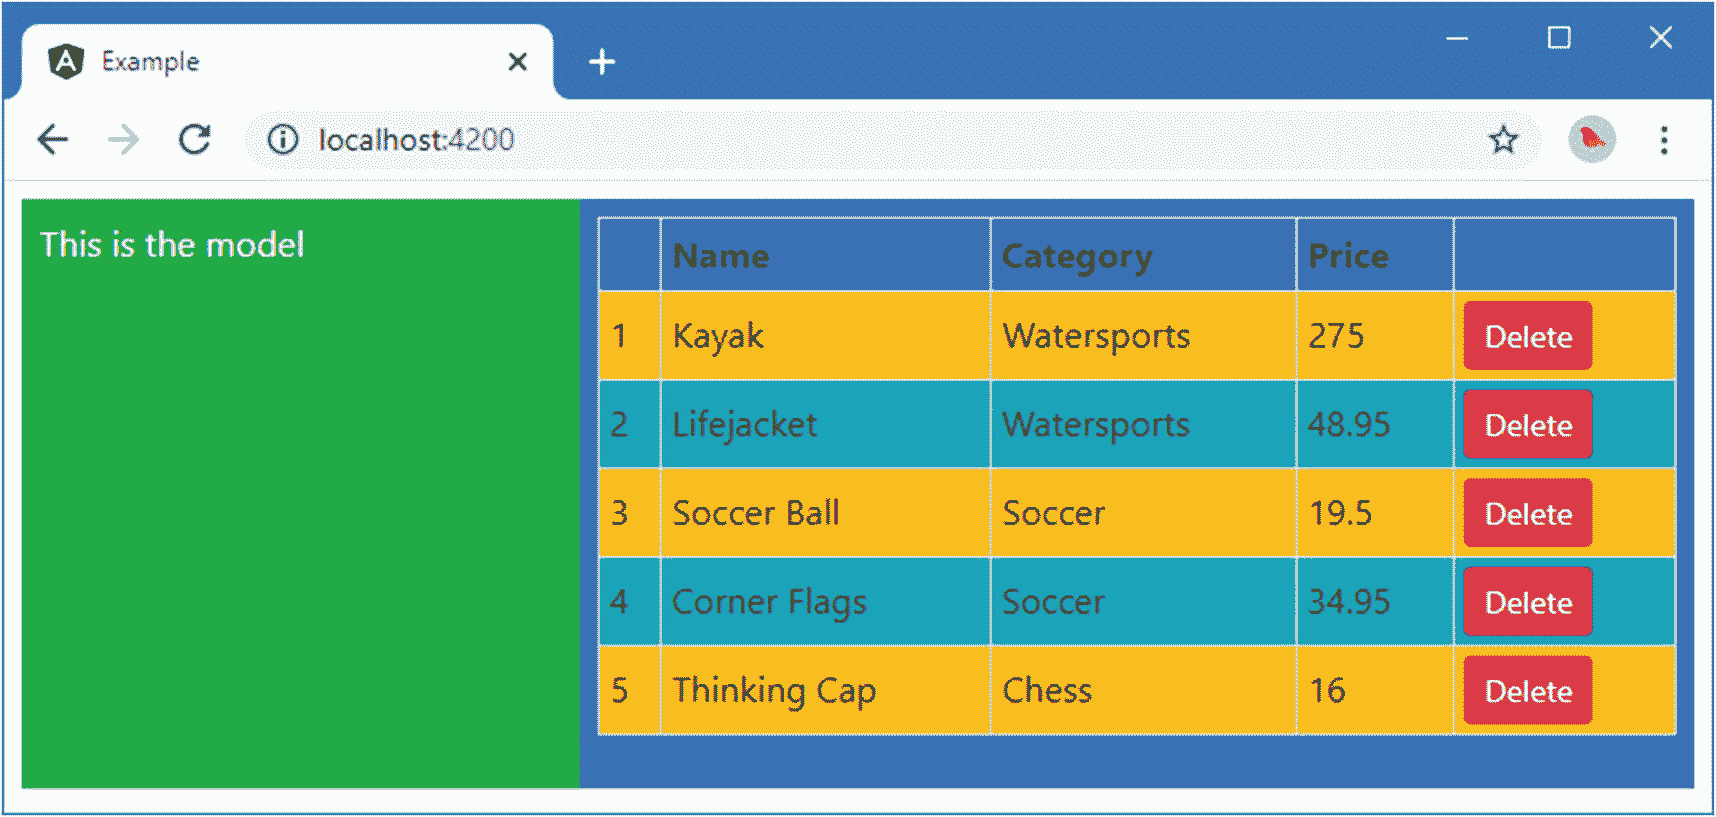 Example
localhost:4200
This is the model
Name Category Price
1 Kayak Watersports 275 Delete
2 Lifejacket Watersports 48.95 Delete
3 Soccer Ball Soccer 19.5 Delete
4 Corner Flags Soccer 34.95 Delete
5 Thinking Cap Chess 16 Delete